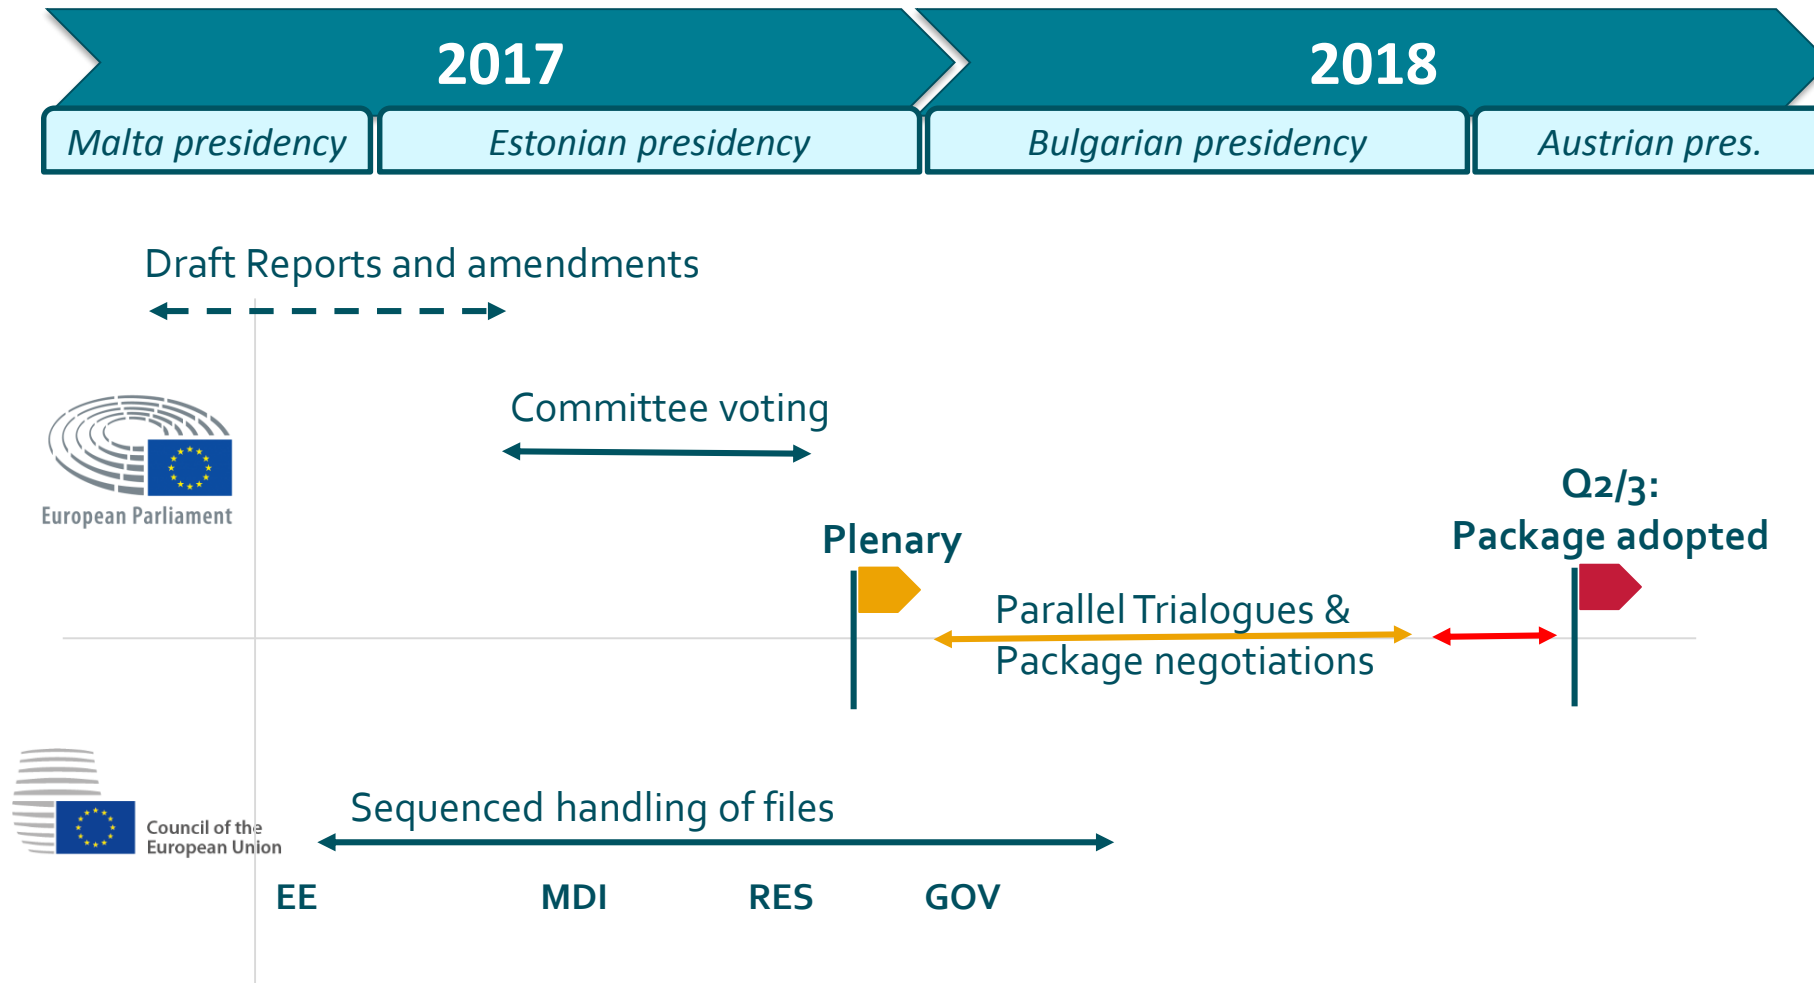 2017
2018
Malta presidency
Estonian presidency
Bulgarian presidency
Austrian pres.
Draft Reports and amendments
Committee voting
European Parliament
Q2/3:
Package adopted
Plenary
Parallel Trialogues &
Package negotiations
Sequenced handling of files
Council of the
European Union
EE
MDI
RES
GOV